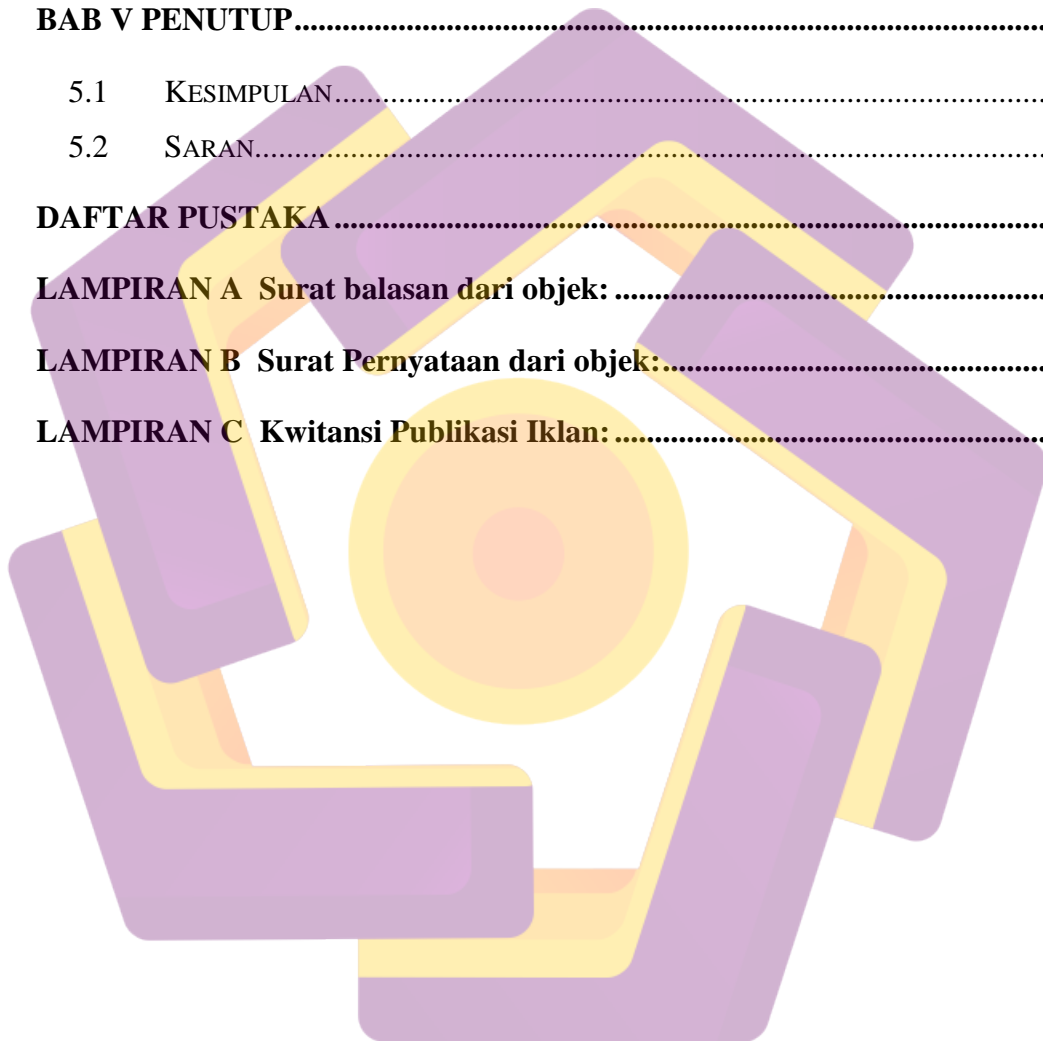 BAB V PENUTUP...............................................................................................
5.1 KESIMPULAN...............................................................................................
5.2 SARAN...............................................................................................
DAFTAR PUSTAKA...............................................................................................
LAMPIRAN A Surat balasan dari objek: ......................................................
LAMPIRAN B Surat Pernyataan dari objek:................................................
LAMPIRAN C Kwitansi Publikasi Iklan: ......................................................